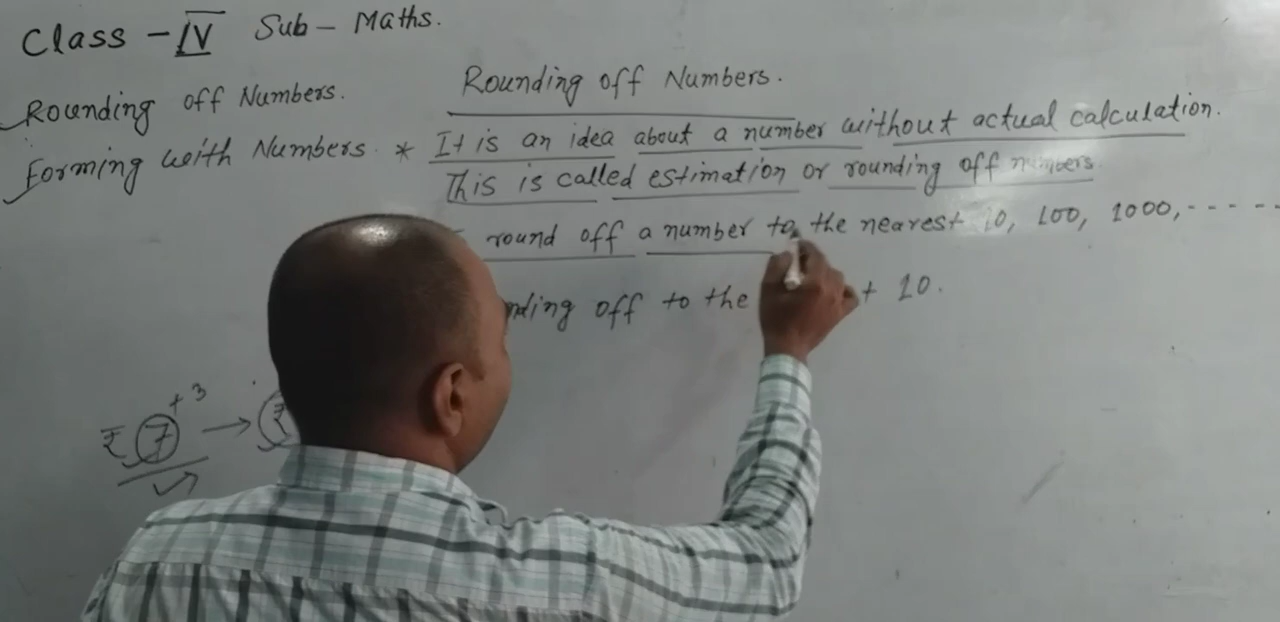 Class - IV Sub - Maths.
Rounding off Numbers.
Forming with Numbers.
Rounding off Numbers.
* It is an idea about a number without actual calculation.
This is called estimation or rounding off numbers.
round off a number to the nearest 10, 100, 1000, - - - - -
off to the 10.
₹ 7 + 3 → ₹